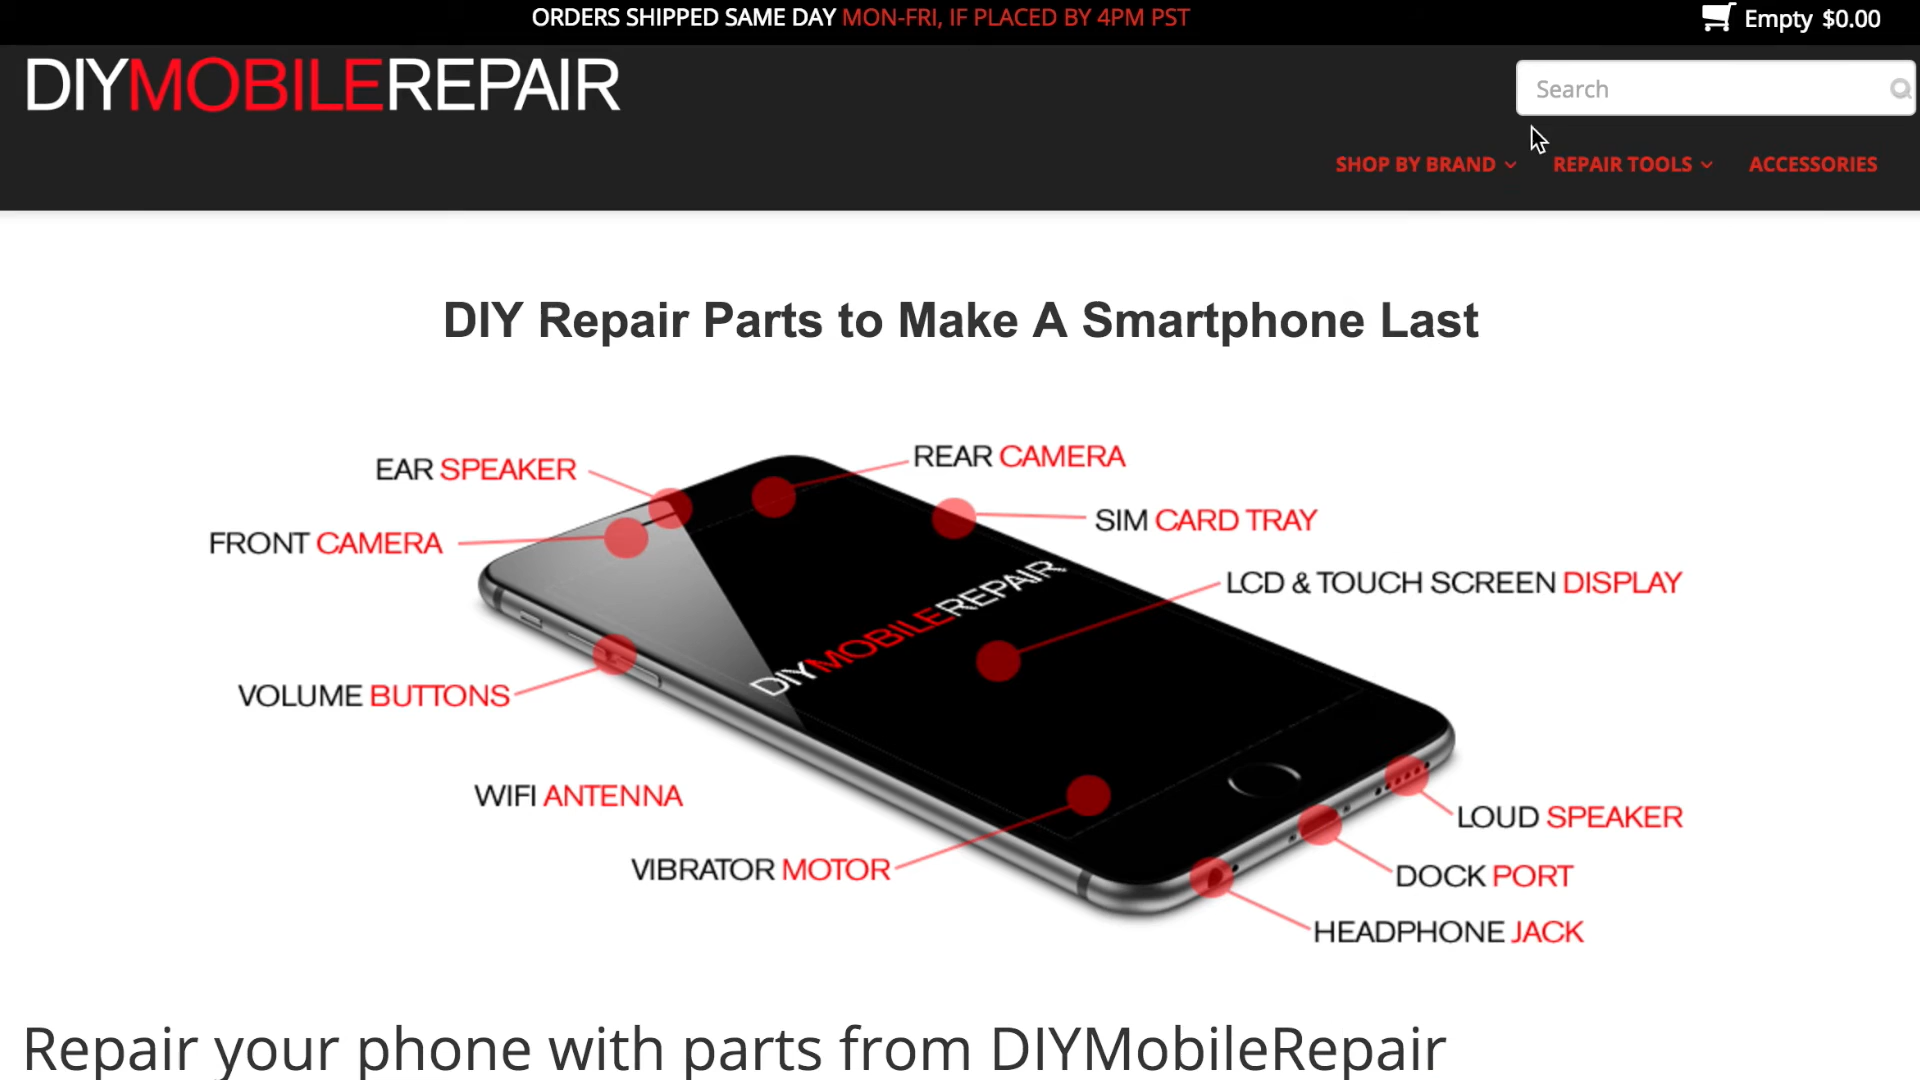 ORDERS SHIPPED SAME DAY MON-FRI, IF PLACED BY 4PM PST
Empty $0.00
DIYMOBILEREPAIR
Search
SHOP BY BRAND
REPAIR TOOLS
ACCESSORIES
DIY Repair Parts to Make A Smartphone Last
EAR SPEAKER
REAR CAMERA
FRONT CAMERA
SIM CARD TRAY
LCD & TOUCH SCREEN DISPLAY
DIYMOBILEREPAIR
VOLUME BUTTONS
WIFI ANTENNA
VIBRATOR MOTOR
LOUD SPEAKER
DOCK PORT
HEADPHONE JACK
Repair your phone with parts from DIYMobileRepair